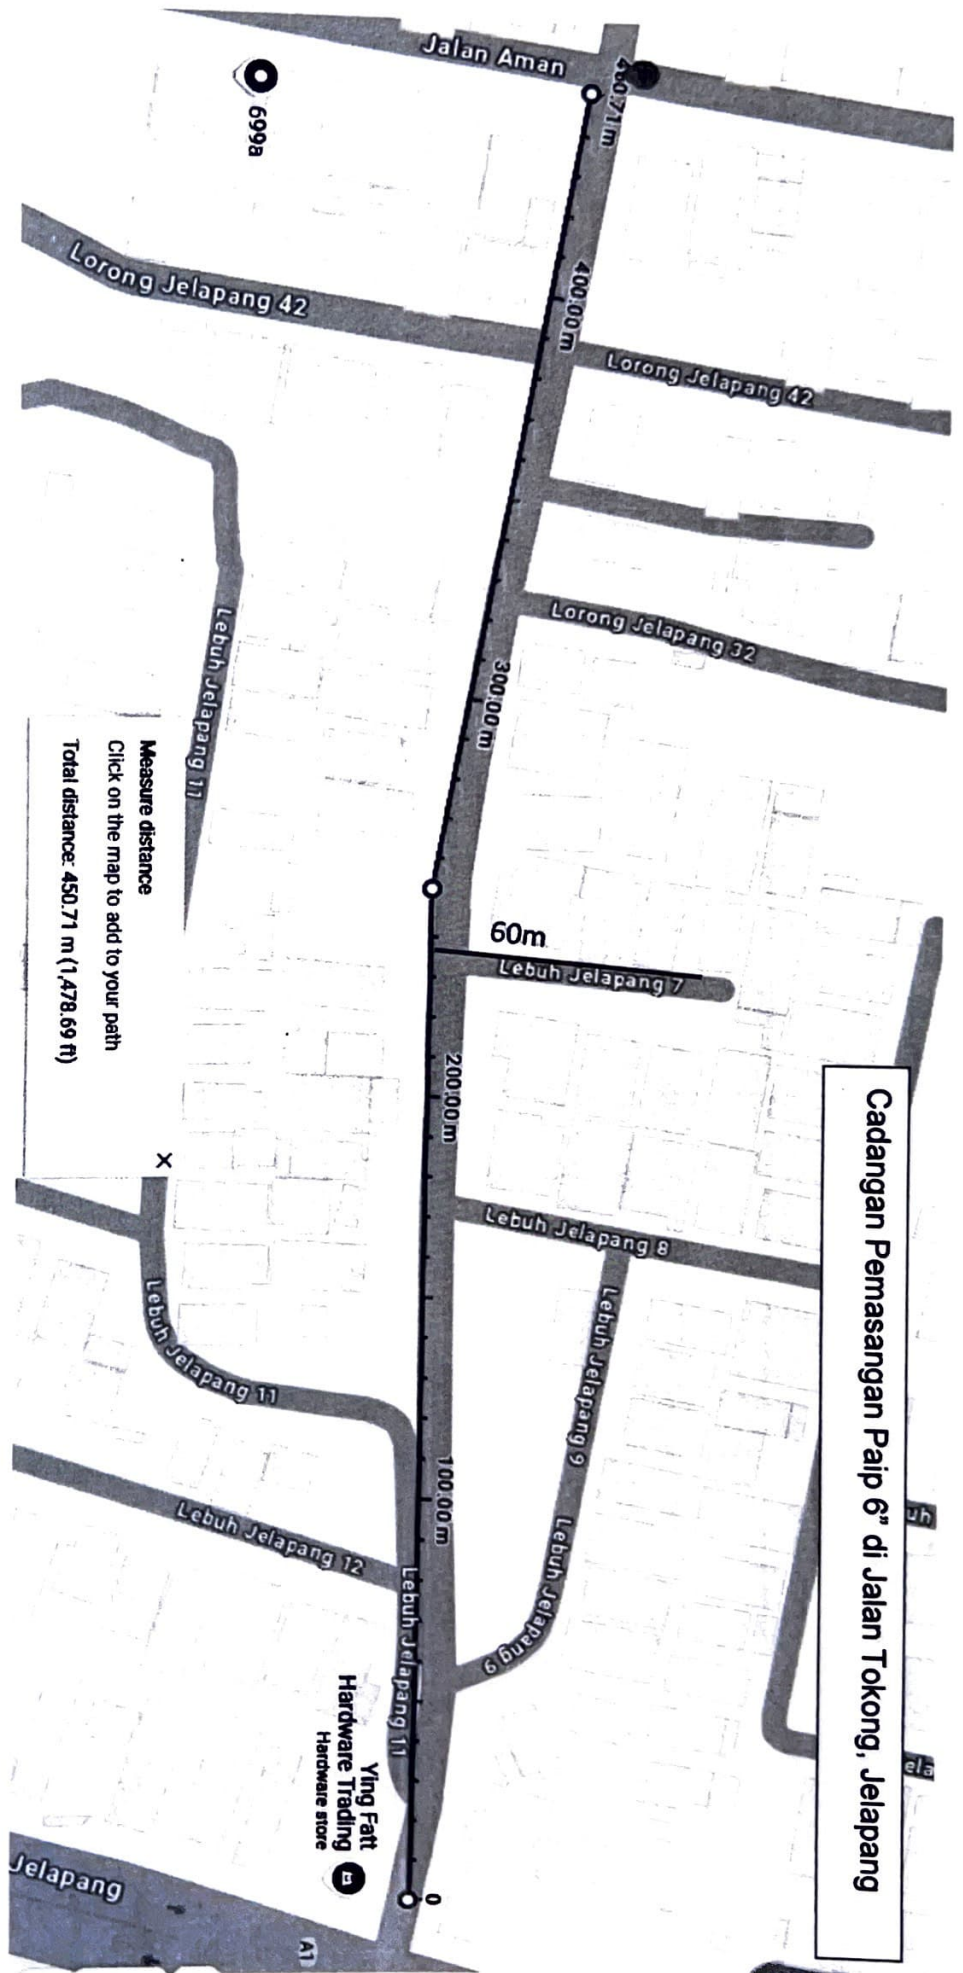 Cadangan Pemasangan Paip 6” di Jalan Tokong, Jelapang
Jalan Aman
699a
450.71 m
Lorong Jelapang 42
400.00 m
Lorong Jelapang 42
Lorong Jelapang 32
Lebuh Jelapang 11
300.00 m
60m
Lebuh Jelapang 7
Measure distance
Click on the map to add to your path
Total distance: 450.71 m (1,478.69 ft)
200.00 m
Lebuh Jelapang 8
Lebuh Jelapang 11
Lebuh Jelapang 9
100.00 m
Lebuh Jelapang 12
Lebuh Jelapang 9
Lebuh Jelapang 11
uh
ela
Ying Fatt
Hardware Trading
Hardware store
0
Jelapang
A1